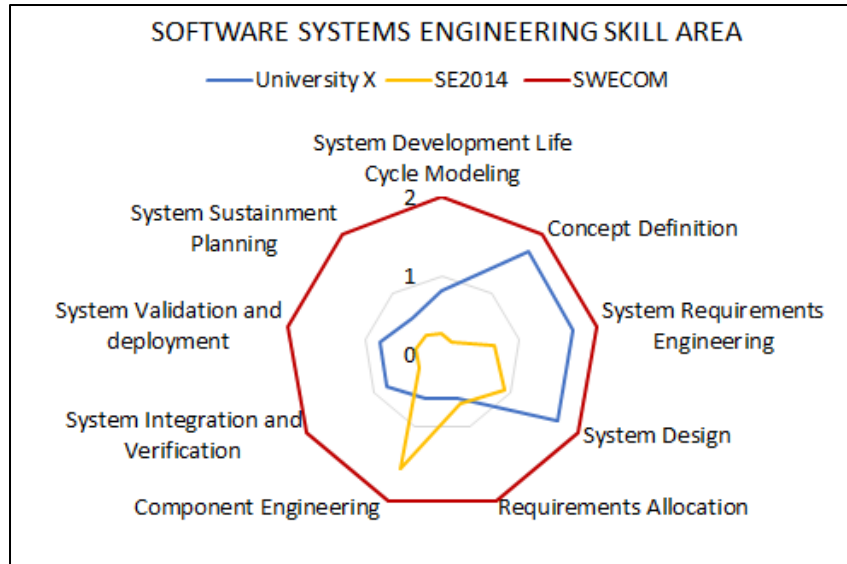 SOFTWARE SYSTEMS ENGINEERING SKILL AREA
University X
SE2014
SWECOM
System Development Life
Cycle Modeling
2
System Sustainment
Planning
Concept Definition
1
System Validation and
deployment
System Requirements
Engineering
0
System Integration and
Verification
System Design
Component Engineering
Requirements Allocation